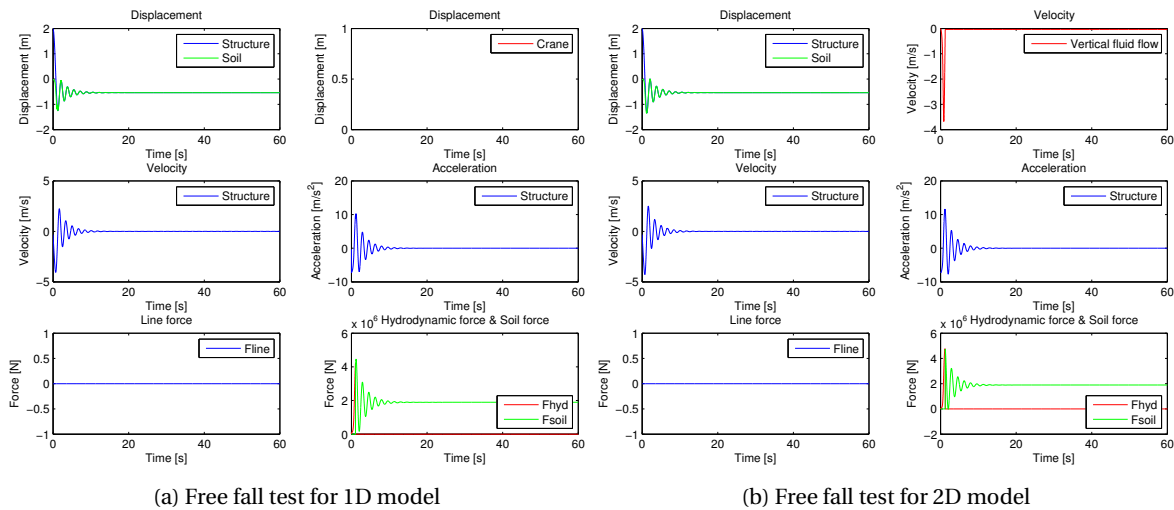 Displacement
Displacement [m]
2
1
0
−1
−2
Structure
Soil
0
20
40
60
Time [s]
Displacement
Displacement [m]
1
0.5
0
Crane
0
20
40
60
Time [s]
Velocity
Velocity [m/s]
5
0
−5
Structure
0
20
40
60
Time [s]
Acceleration
Acceleration [m/s²]
20
10
0
−10
Structure
0
20
40
60
Time [s]
Line force
Force [N]
1
0.5
0
−0.5
−1
Fline
0
20
40
60
Time [s]
x 10⁶ Hydrodynamic force & Soil force
Force [N]
6
4
2
0
Fhyd
Fsoil
0
20
40
60
Time [s]
(a) Free fall test for 1D model
Displacement
Displacement [m]
2
1
0
−1
−2
Structure
Soil
0
20
40
60
Time [s]
Velocity
Velocity [m/s]
0
−1
−2
−3
−4
Vertical fluid flow
0
20
40
60
Time [s]
Velocity
Velocity [m/s]
5
0
−5
Structure
0
20
40
60
Time [s]
Acceleration
Acceleration [m/s²]
20
10
0
−10
Structure
0
20
40
60
Time [s]
Line force
Force [N]
1
0.5
0
−0.5
−1
Fline
0
20
40
60
Time [s]
x 10⁶ Hydrodynamic force & Soil force
Force [N]
6
4
2
0
−2
Fhyd
Fsoil
0
20
40
60
Time [s]
(b) Free fall test for 2D model